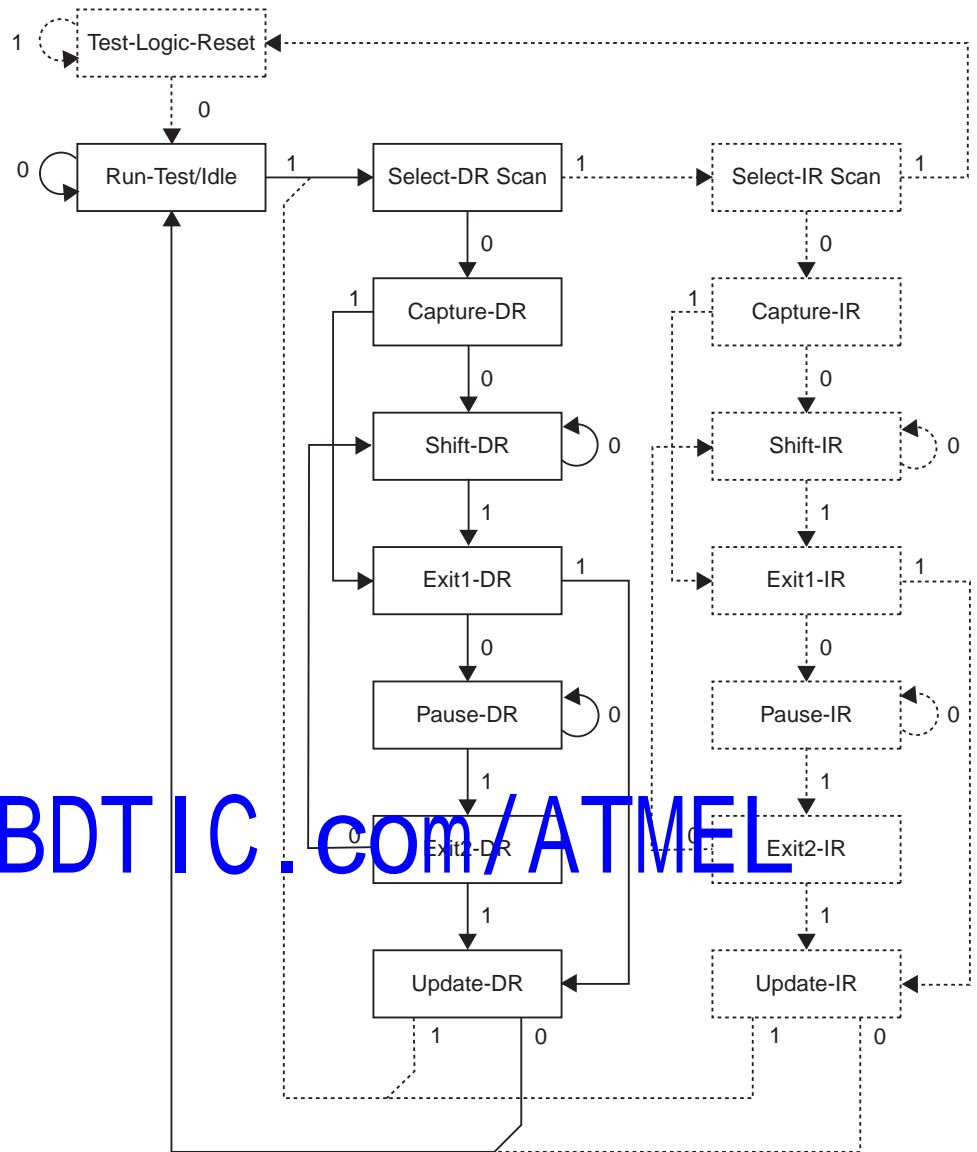 1
Test-Logic-Reset
0
0
Run-Test/Idle
1
Select-DR Scan
1
Select-IR Scan
1
0
0
1
Capture-DR
1
Capture-IR
0
0
Shift-DR
0
Shift-IR
0
1
1
Exit1-DR
1
Exit1-IR
1
0
0
Pause-DR
0
Pause-IR
0
1
1
BDTIC.com/ATMEL
0
Exit2-DR
0
Exit2-IR
1
1
Update-DR
Update-IR
1
0
1
0